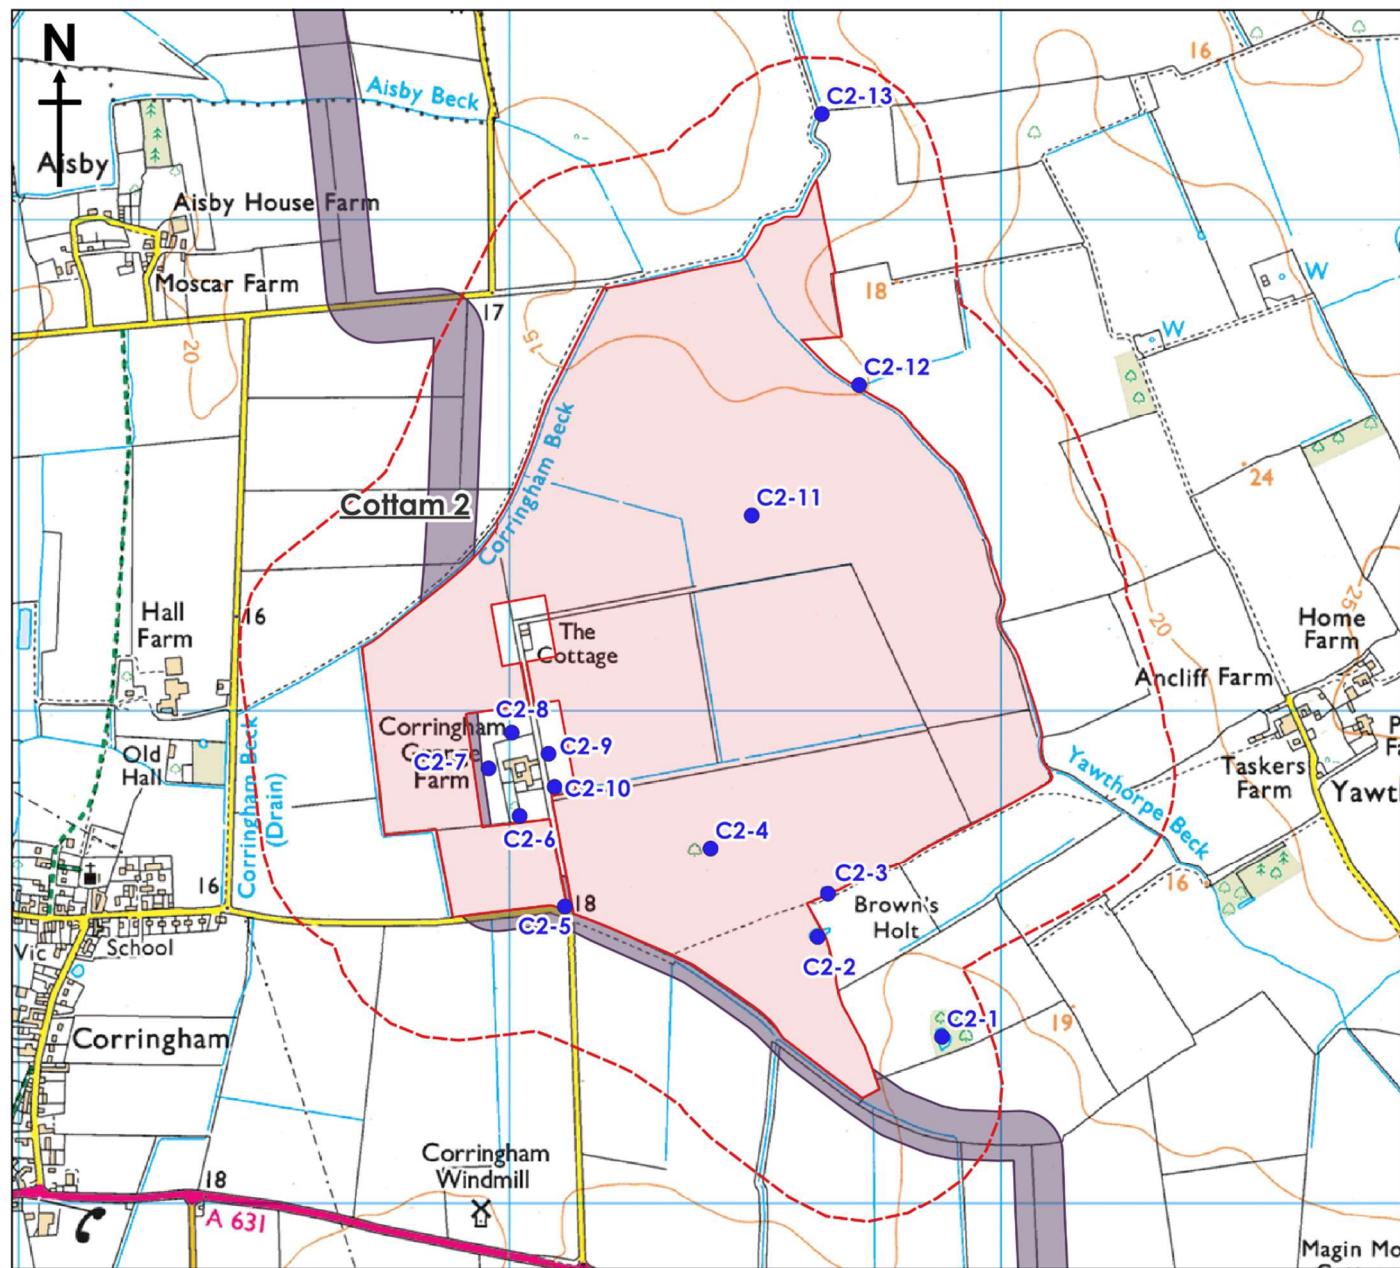 N
16
Aisby Beck
C2-13
Aisby
Aisby House Farm
Moscar Farm
17
18
W
W
20
15
C2-12
Cottam 2
Corringham Beck
C2-11
24
Hall
Farm
16
The
Cottage
20
25
Home
Farm
Ancliff Farm
C2-8
Corringham
Grange
Farm
C2-7
C2-9
C2-10
Old
Hall
Corringham Beck
(Drain)
Taskers
Farm
Yawthorpe Beck
C2-6
C2-4
C2-3
16
16
18
C2-5
Brown's
Holt
C2-2
Vic
School
C2-1
19
Corringham
Corringham
Windmill
18
A 631